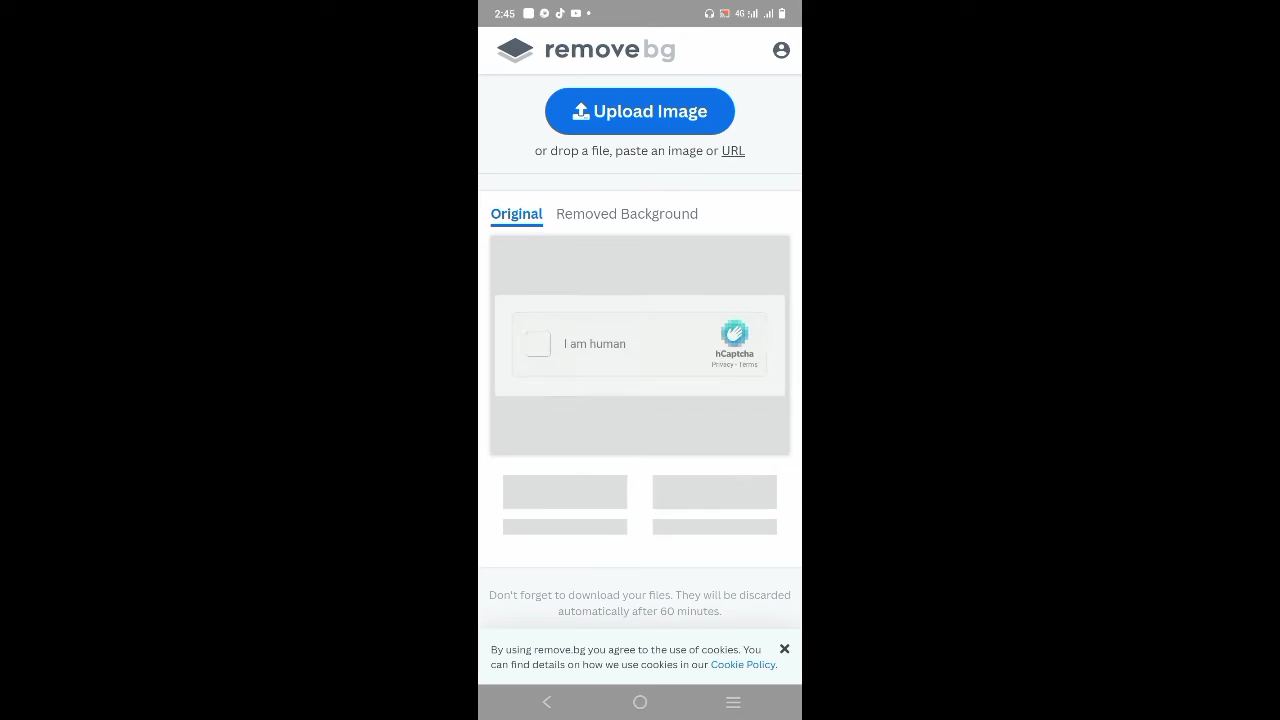 2:45 4G
removebg
Upload Image
or drop a file, paste an image or URL
Original Removed Background
I am human
hCaptcha
Privacy - Terms
Don't forget to download your files. They will be discarded
automatically after 60 minutes.
By using remove.bg you agree to the use of cookies. You
can find details on how we use cookies in our Cookie Policy.